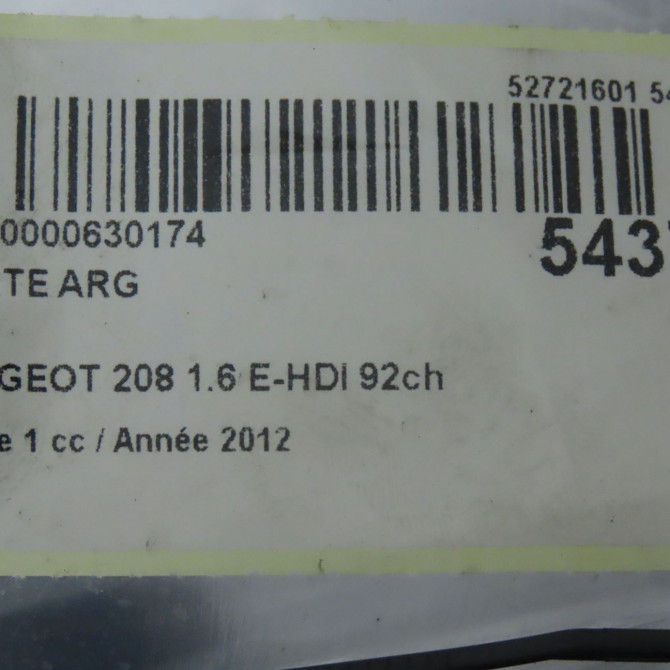 52721601 54
0000630174
543
TE ARG
GEOT 208 1.6 E-HDI 92ch
e 1 cc / Année 2012